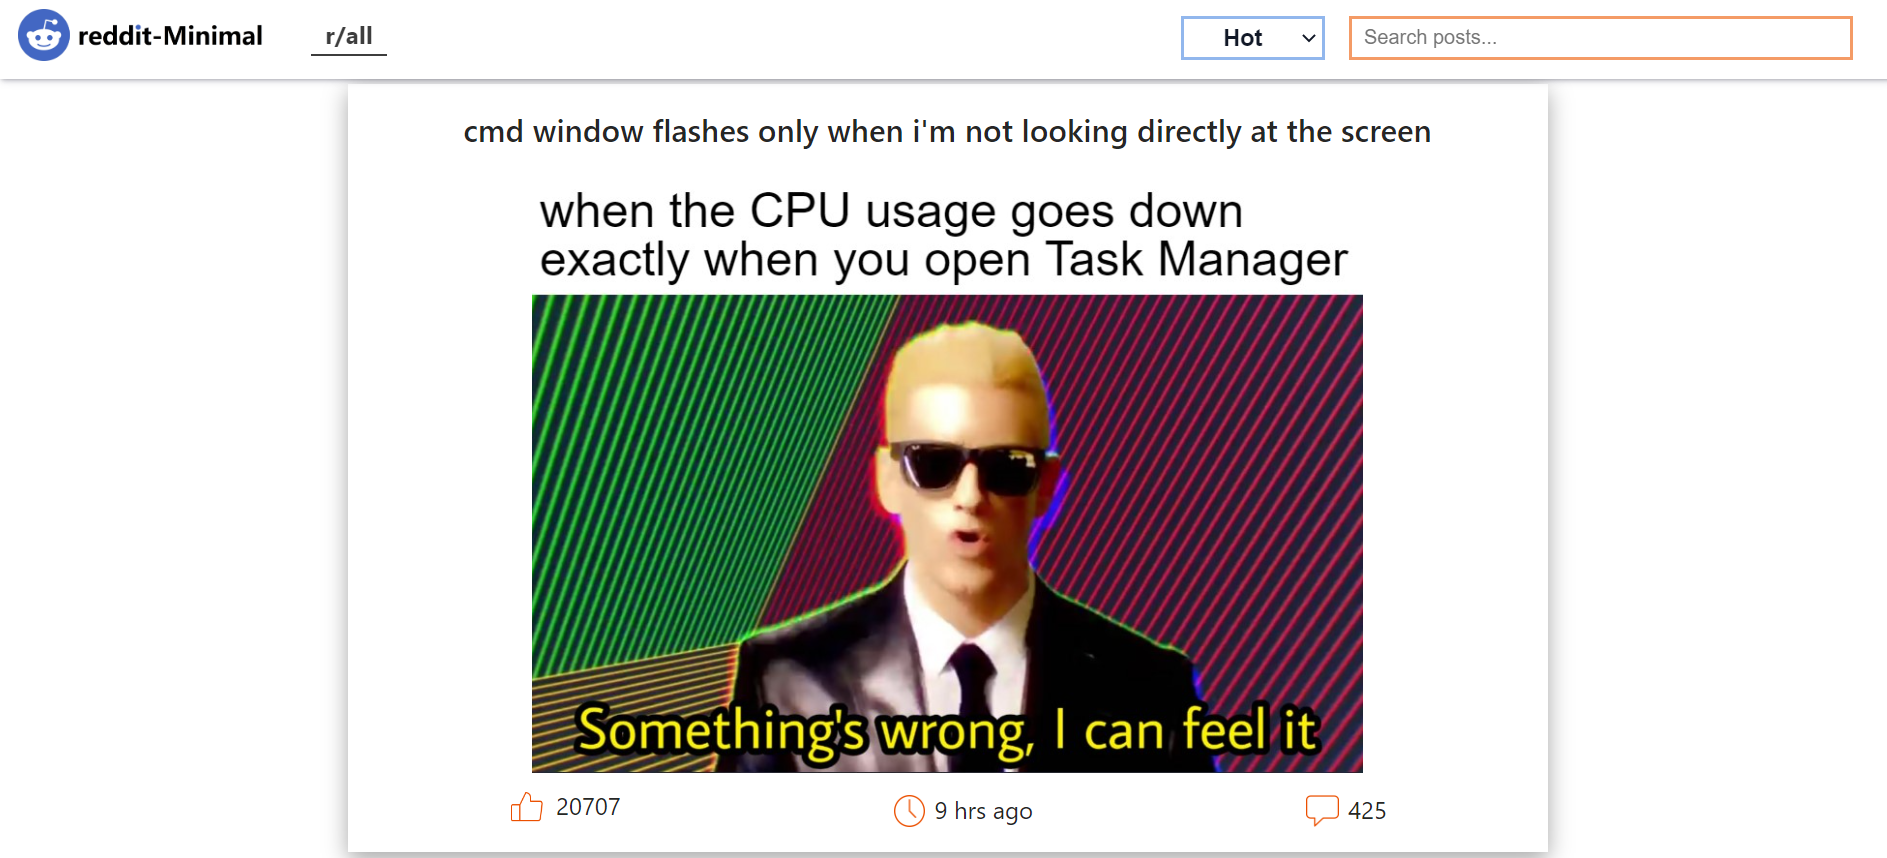 reddit-Minimal
r/all
Hot
Search posts...
cmd window flashes only when i'm not looking directly at the screen
when the CPU usage goes down
exactly when you open Task Manager
Something's wrong, I can feel it
20707
9 hrs ago
425